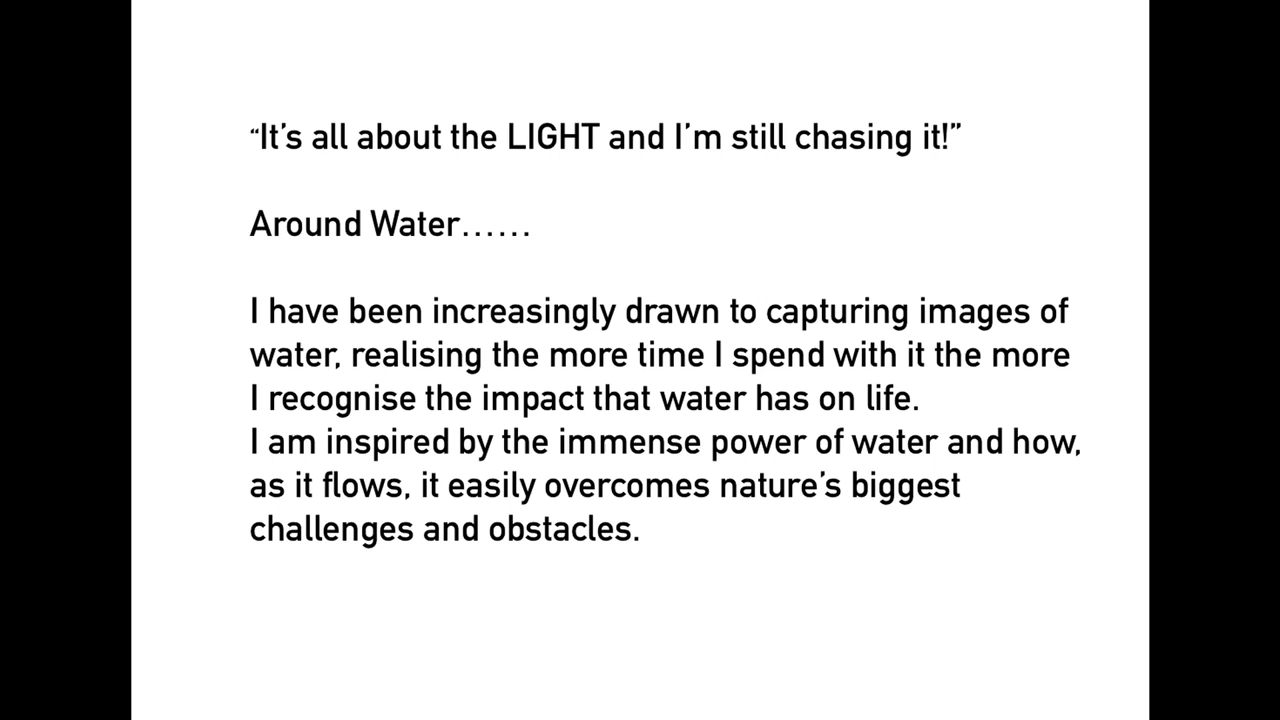 “It’s all about the LIGHT and I’m still chasing it!”
Around Water……
I have been increasingly drawn to capturing images of
water, realising the more time I spend with it the more
I recognise the impact that water has on life.
I am inspired by the immense power of water and how,
as it flows, it easily overcomes nature’s biggest
challenges and obstacles.